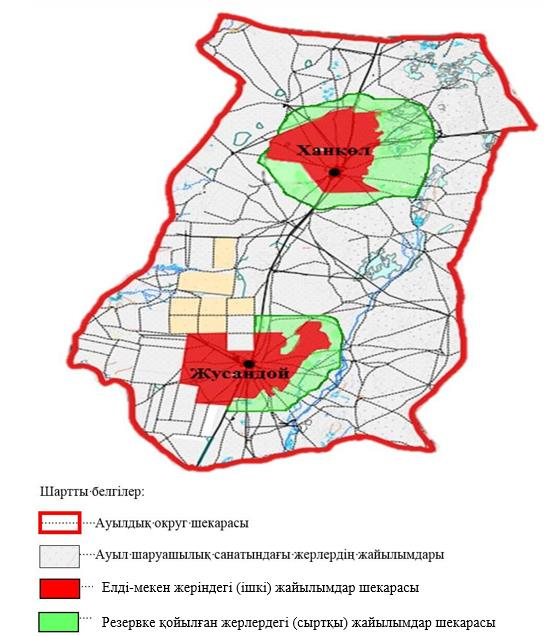 Ханкол
Жусандой
Шартты белгілер:
Ауылдық округ шекарасы
Ауыл шаруашылық санатындағы жерлердің жайылымдары
Елді-мекен жеріндегі (ішкі) жайылымдар шекарасы
Резервке қойылған жерлердегі (сыртқы) жайылымдар шекарасы